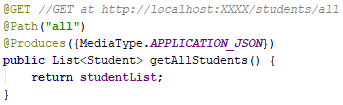 @GET //GET at http://localhost:XXXX/students/all
@Path("all")
@Produces({MediaType.APPLICATION_JSON})
public List<Student> getAllStudents() {
return studentList;
}